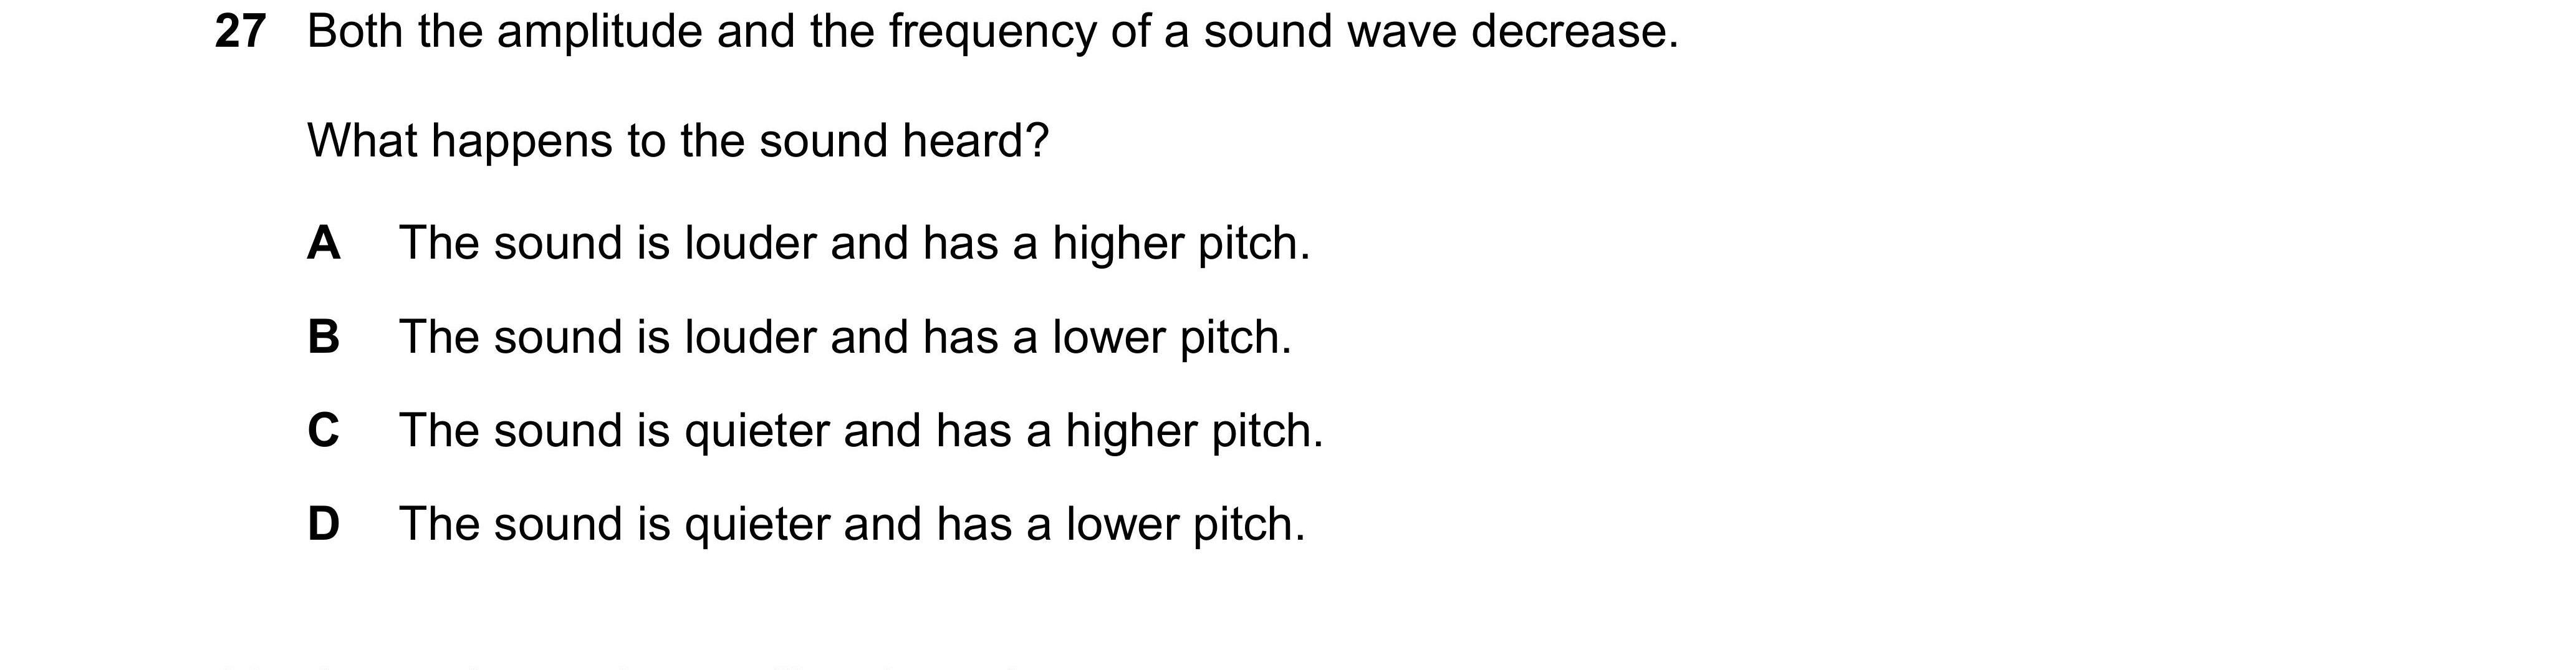 27 Both the amplitude and the frequency of a sound wave decrease.
What happens to the sound heard?
A The sound is louder and has a higher pitch.
B The sound is louder and has a lower pitch.
C The sound is quieter and has a higher pitch.
D The sound is quieter and has a lower pitch.